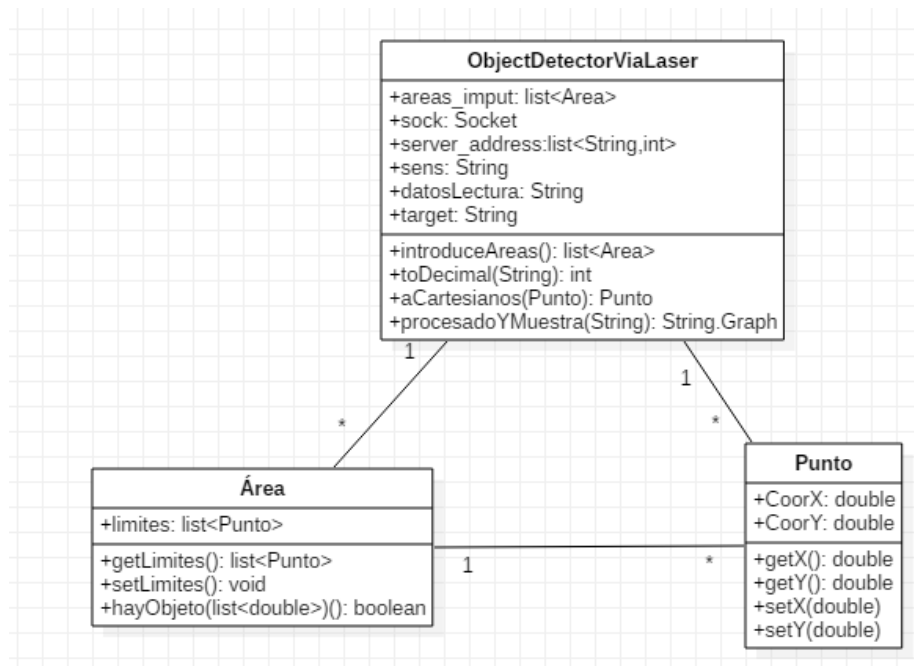 ObjectDetectorViaLaser
+areas_imput: list<Area>
+sock: Socket
+server_address:list<String,int>
+sens: String
+datosLectura: String
+target: String
+introduceAreas(): list<Area>
+toDecimal(String): int
+aCartesianos(Punto): Punto
+procesadoYMuestra(String): String.Graph
1
1
*
*
Área
+limites: list<Punto>
+getLimites(): list<Punto>
+setLimites(): void
+hayObjeto(list<double>)(): boolean
1
*
Punto
+CoorX: double
+CoorY: double
+getX(): double
+getY(): double
+setX(double)
+setY(double)